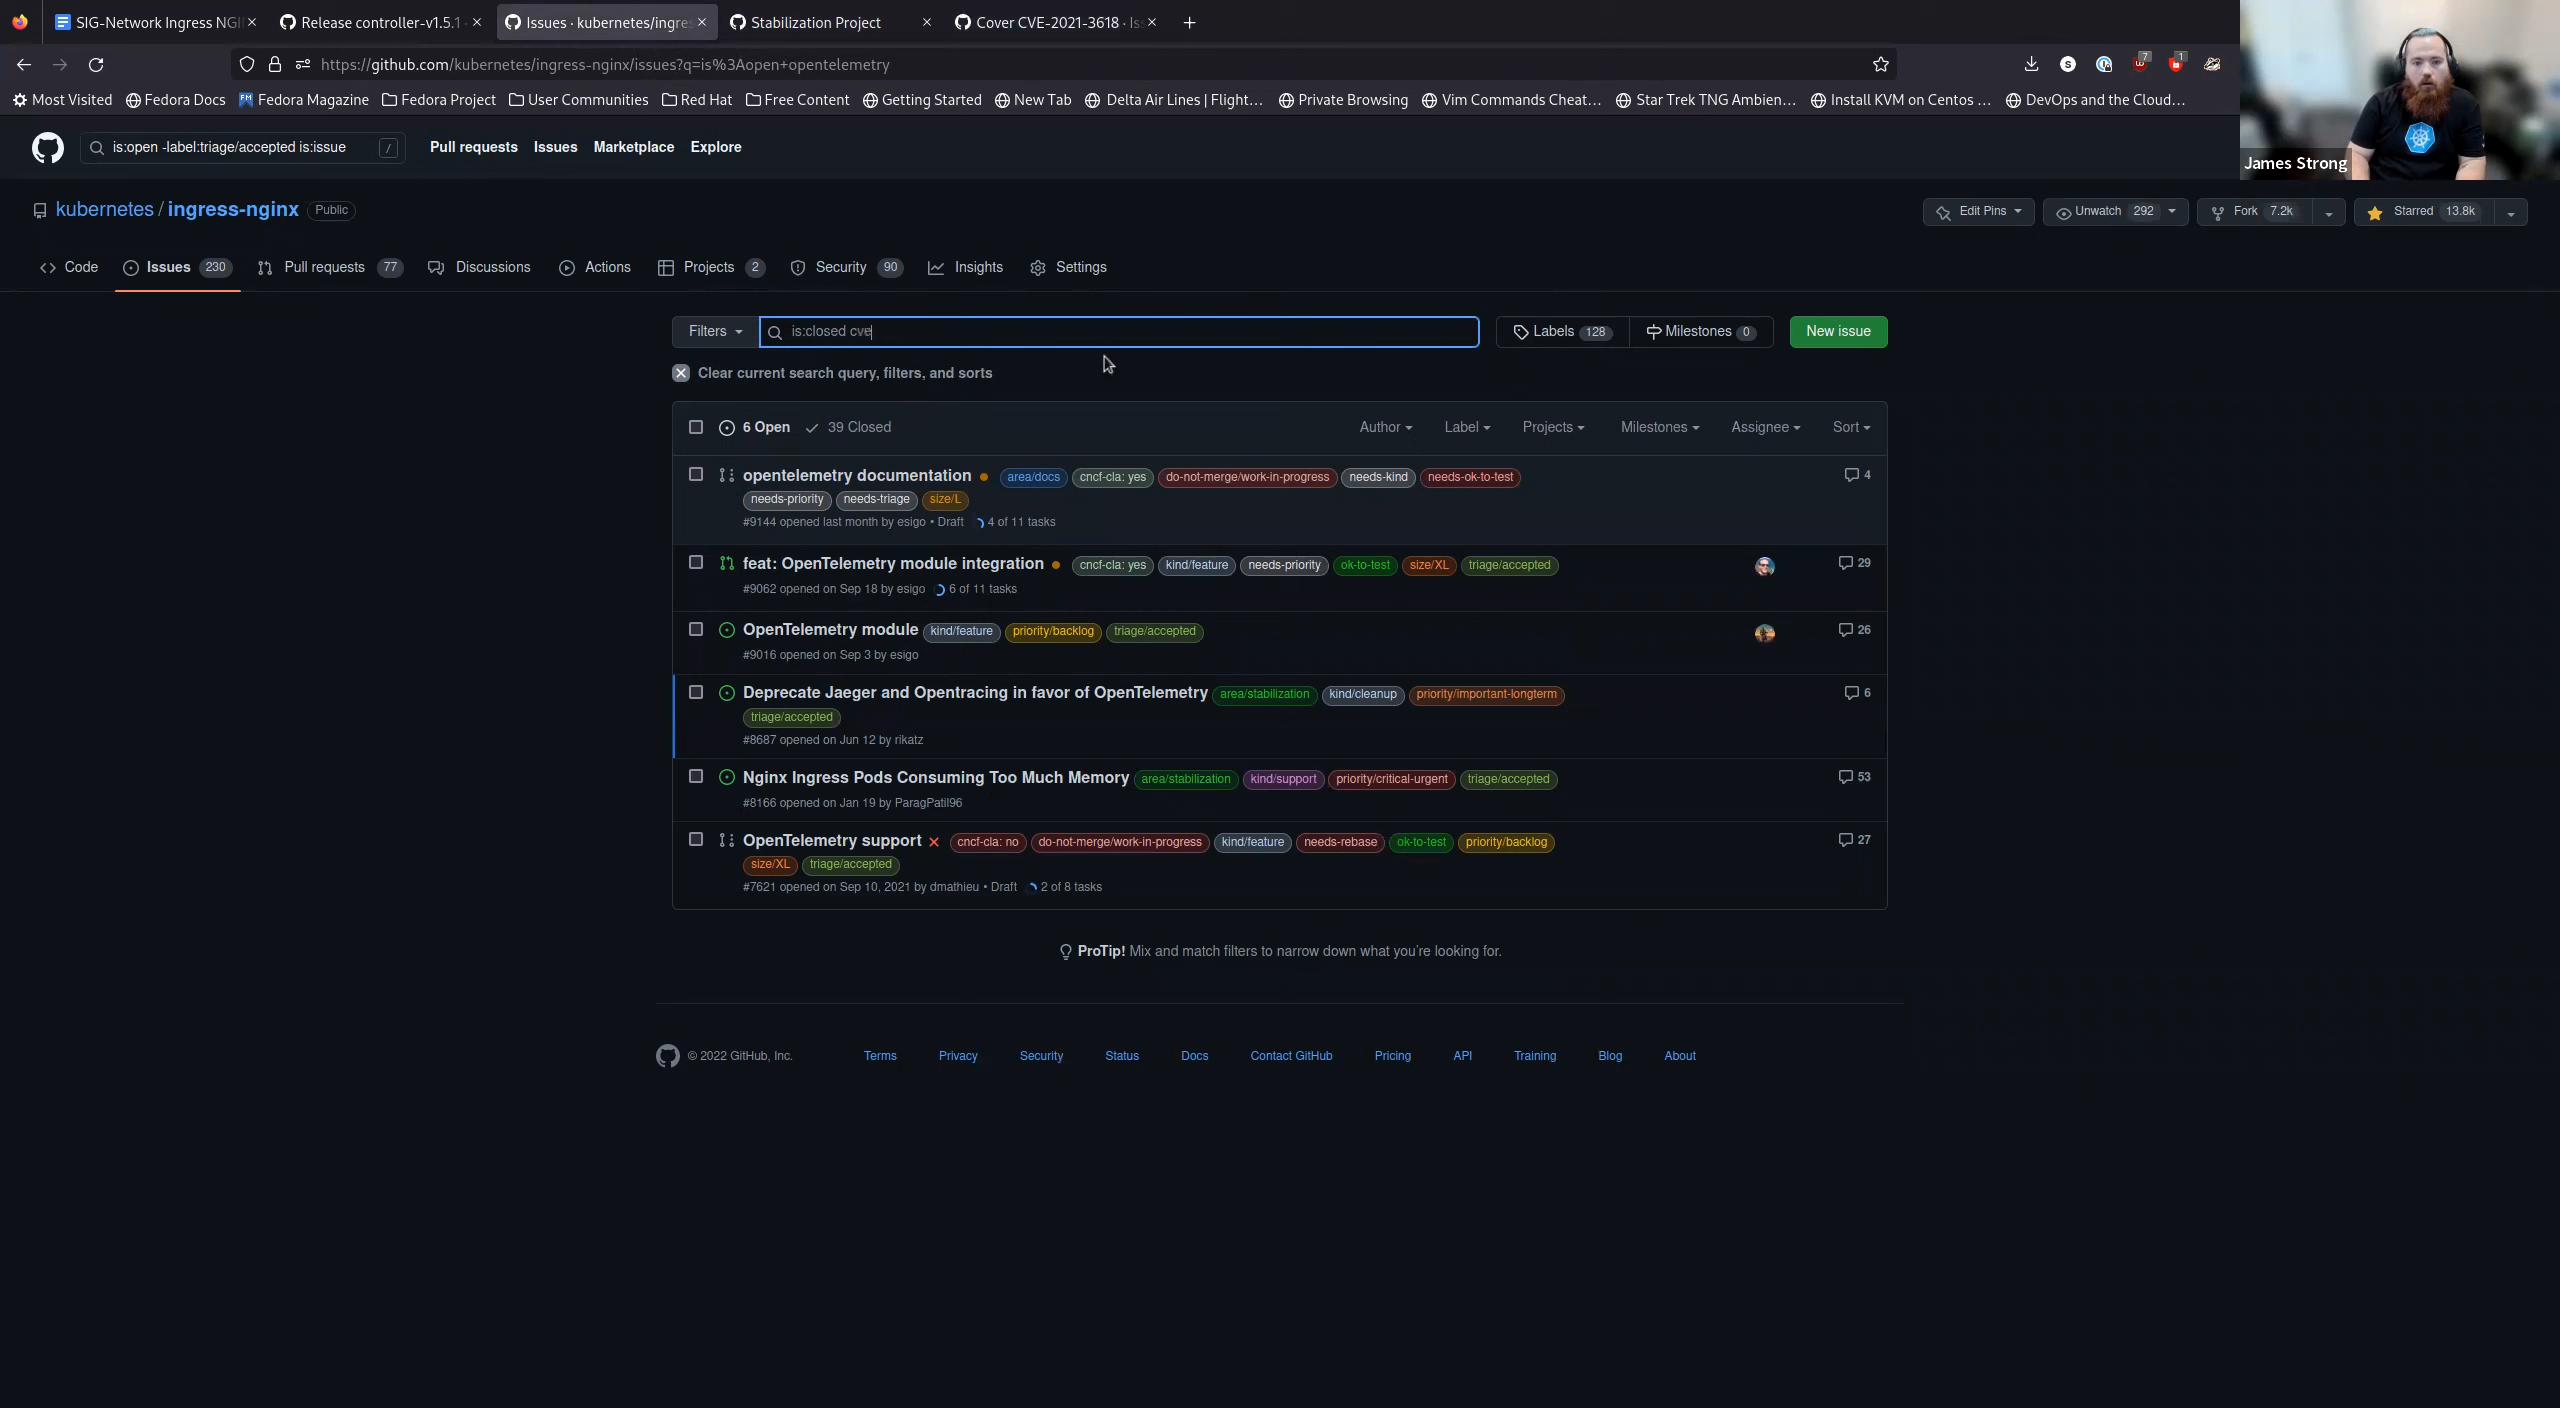 SIG-Network Ingress NGI
Release controller-v1.5.1
Issues · kubernetes/ingres
Stabilization Project
Cover CVE-2021-3618 · Is
https://github.com/kubernetes/ingress-nginx/issues?q=is%3Aopen+opentelemetry
7
1
Most Visited
Fedora Docs
Fedora Magazine
Fedora Project
User Communities
Red Hat
Free Content
Getting Started
New Tab
Delta Air Lines | Flight…
Private Browsing
Vim Commands Cheat…
Star Trek TNG Ambien…
Install KVM on Centos …
DevOps and the Cloud…
is:open -label:triage/accepted is:issue /
Pull requests Issues Marketplace Explore
James Strong
kubernetes / ingress-nginx Public
Edit Pins
Unwatch 292
Fork 7.2k
Starred 13.8k
Code
Issues 230
Pull requests 77
Discussions
Actions
Projects 2
Security 90
Insights
Settings
Filters
is:closed cve
Labels 128
Milestones 0
New issue
Clear current search query, filters, and sorts
6 Open 39 Closed
Author Label Projects Milestones Assignee Sort
opentelemetry documentation area/docs cncf-cla: yes do-not-merge/work-in-progress needs-kind needs-ok-to-test 4
needs-priority needs-triage size/L
#9144 opened last month by esigo • Draft 4 of 11 tasks
feat: OpenTelemetry module integration cncf-cla: yes kind/feature needs-priority ok-to-test size/XL triage/accepted 29
#9062 opened on Sep 18 by esigo 6 of 11 tasks
OpenTelemetry module kind/feature priority/backlog triage/accepted 26
#9016 opened on Sep 3 by esigo
Deprecate Jaeger and Opentracing in favor of OpenTelemetry area/stabilization kind/cleanup priority/important-longterm 6
triage/accepted
#8687 opened on Jun 12 by rikatz
Nginx Ingress Pods Consuming Too Much Memory area/stabilization kind/support priority/critical-urgent triage/accepted 53
#8166 opened on Jan 19 by ParagPatil96
OpenTelemetry support cncf-cla: no do-not-merge/work-in-progress kind/feature needs-rebase ok-to-test priority/backlog 27
size/XL triage/accepted
#7621 opened on Sep 10, 2021 by dmathieu • Draft 2 of 8 tasks
ProTip! Mix and match filters to narrow down what you're looking for.
© 2022 GitHub, Inc. Terms Privacy Security Status Docs Contact GitHub Pricing API Training Blog About